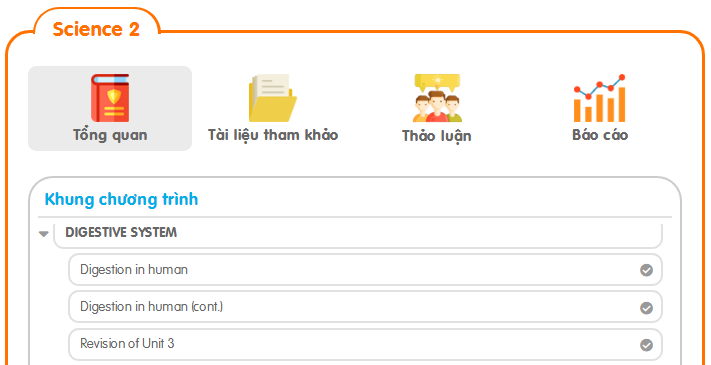 Science 2
Tổng quan
Tài liệu tham khảo
Thảo luận
Báo cáo
Khung chương trình
DIGESTIVE SYSTEM
Digestion in human
Digestion in human (cont.)
Revision of Unit 3